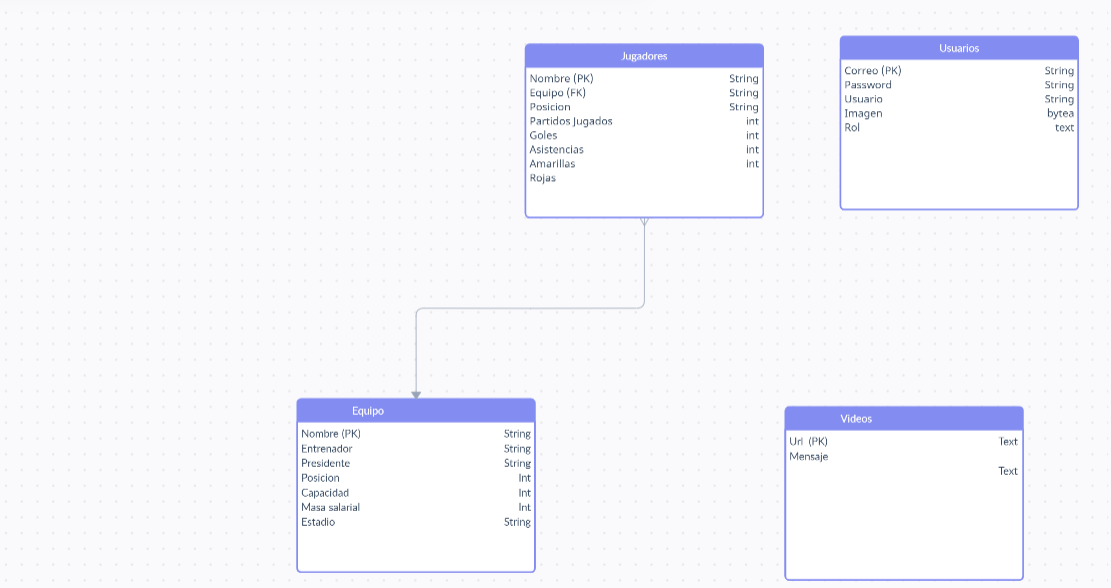 Jugadores
Nombre (PK) String
Equipo (FK) String
Posicion String
Partidos Jugados int
Goles int
Asistencias int
Amarillas int
Rojas
Usuarios
Correo (PK) String
Password String
Usuario String
Imagen bytea
Rol text
Equipo
Nombre (PK) String
Entrenador String
Presidente String
Posicion Int
Capacidad Int
Masa salarial Int
Estadio String
Videos
Url (PK) Text
Mensaje
Text